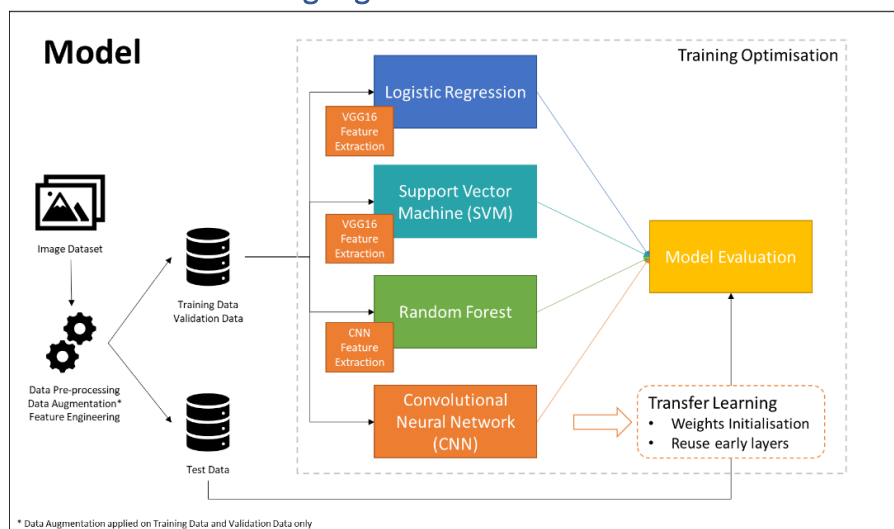 Model
Training Optimisation
Logistic Regression
VGG16
Feature
Extraction
Support Vector
Machine (SVM)
VGG16
Feature
Extraction
Image Dataset
Training Data
Validation Data
Model Evaluation
Random Forest
CNN
Feature
Extraction
Data Pre-processing
Data Augmentation*
Feature Engineering
Convolutional
Neural Network
(CNN)
Transfer Learning
• Weights Initialisation
• Reuse early layers
Test Data
* Data Augmentation applied on Training Data and Validation Data only